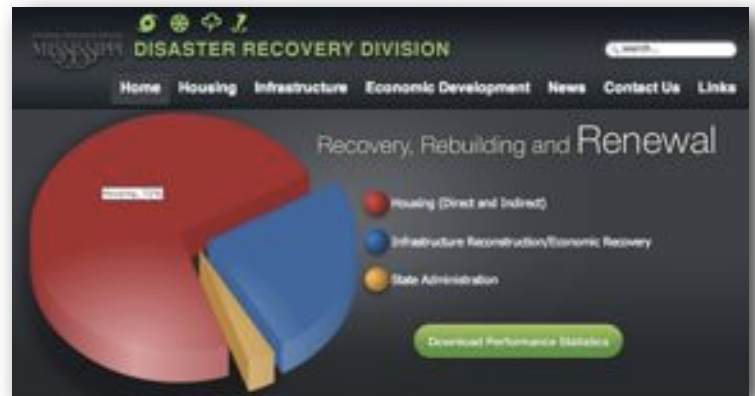 MISSISSIPPI
DISASTER RECOVERY DIVISION
search...
Home Housing Infrastructure Economic Development News Contact Us Links
Recovery, Rebuilding and Renewal
Housing,
Housing (Direct and Indirect)
Infrastructure Reconstruction/Economic Recovery
State Administration
Download Performance Statistics